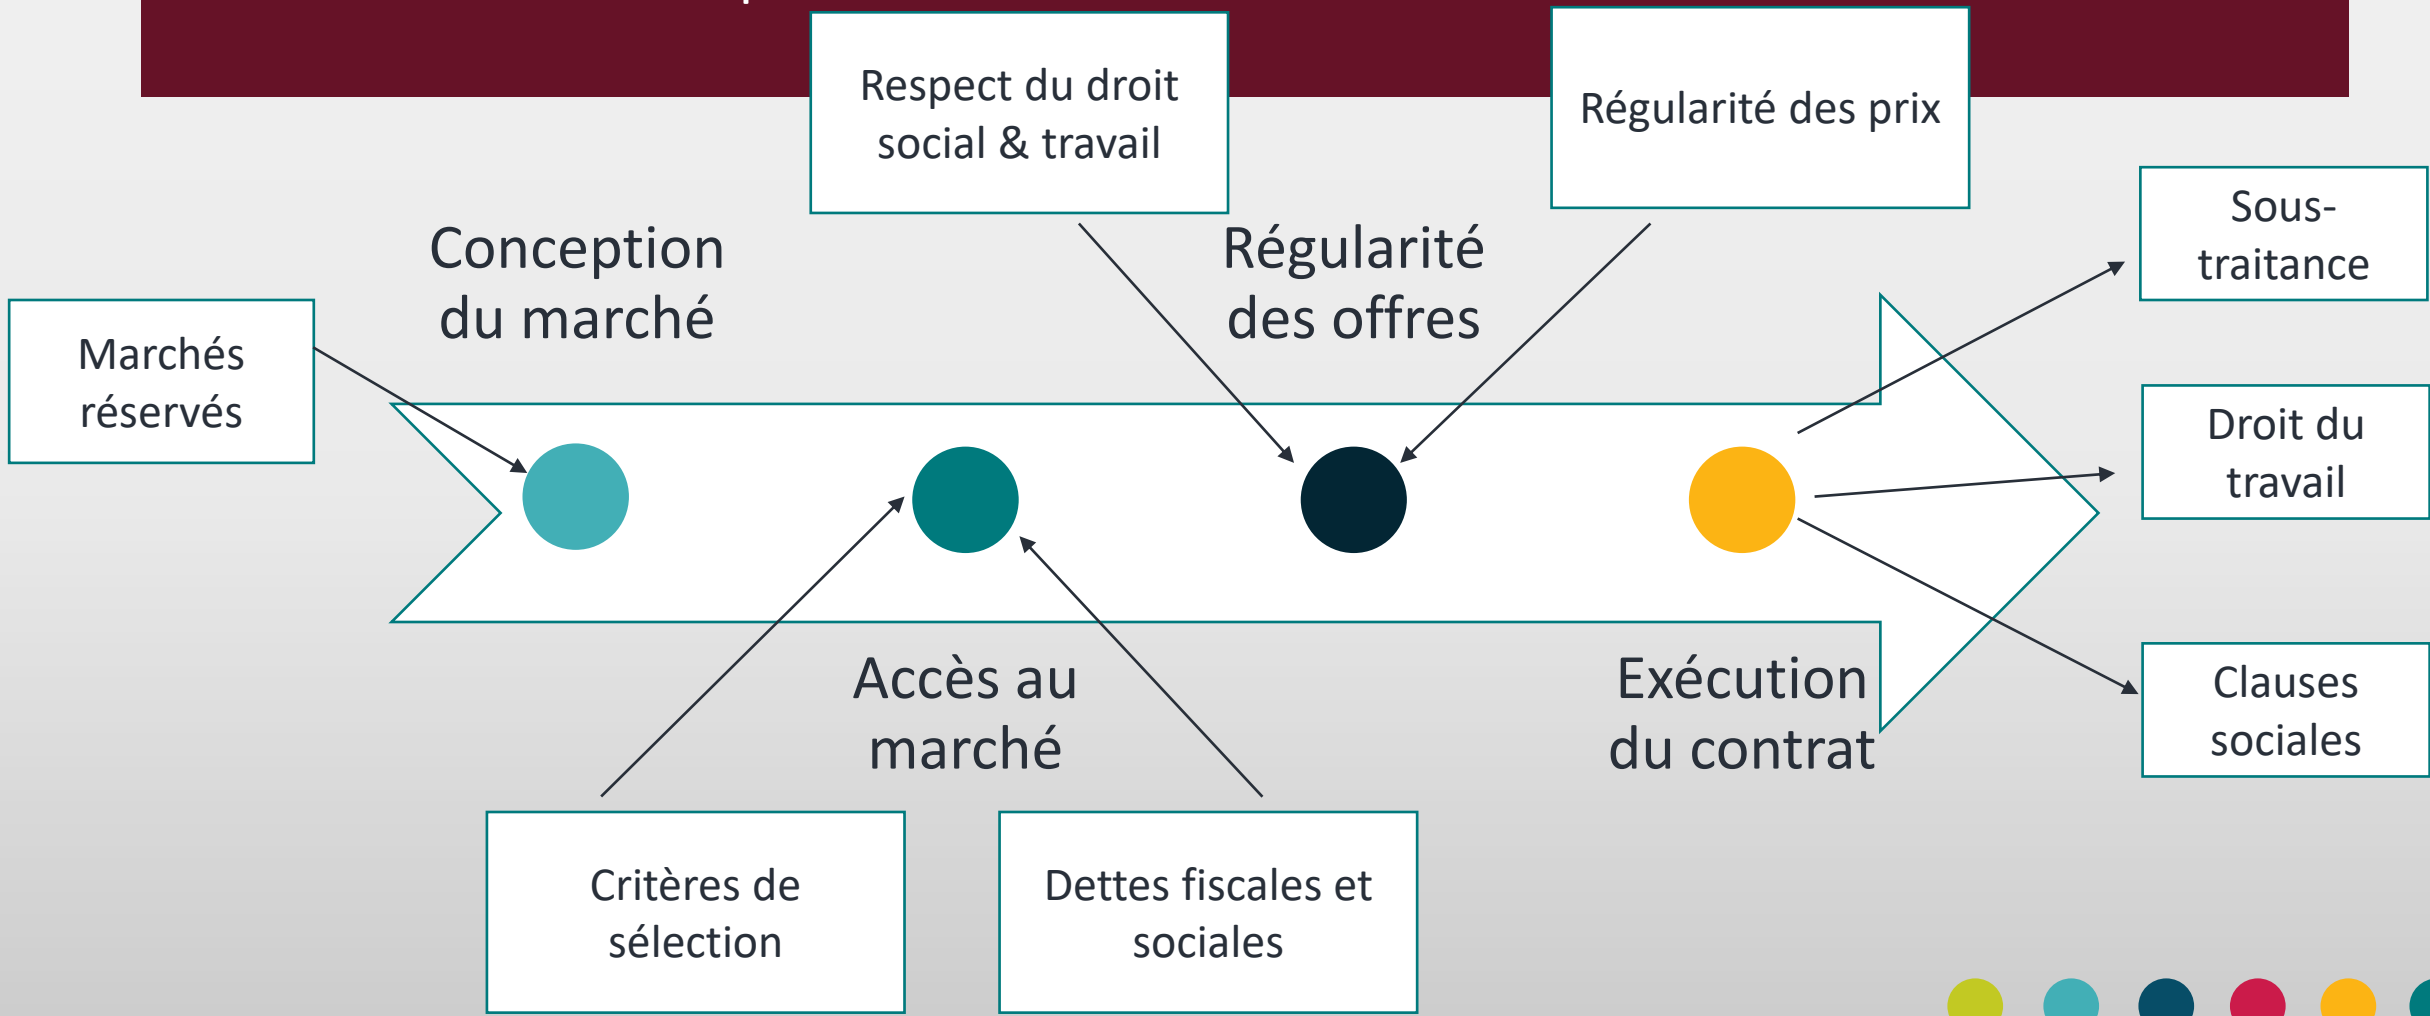 Respect du droit
social & travail
Régularité des prix
Sous-
traitance
Conception
du marché
Régularité
des offres
Marchés
réservés
Droit du
travail
Accès au
marché
Exécution
du contrat
Clauses
sociales
Critères de
sélection
Dettes fiscales et
sociales